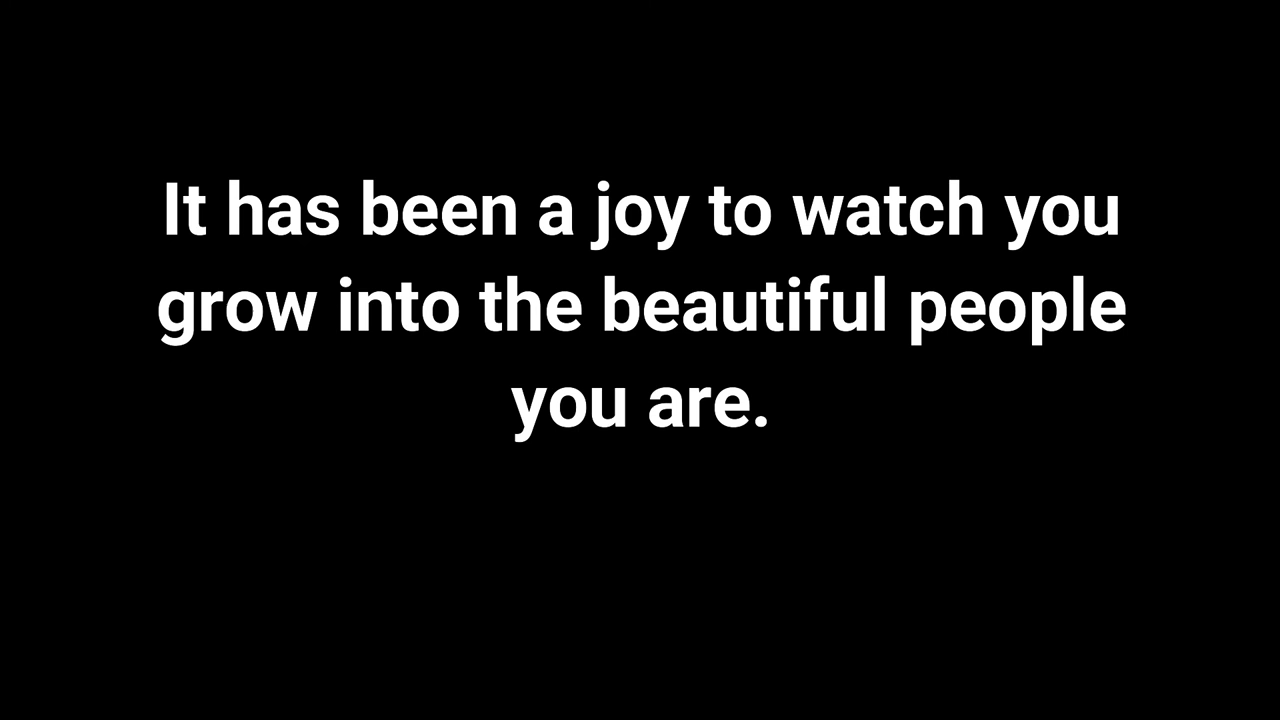 It has been a joy to watch you
grow into the beautiful people
you are.